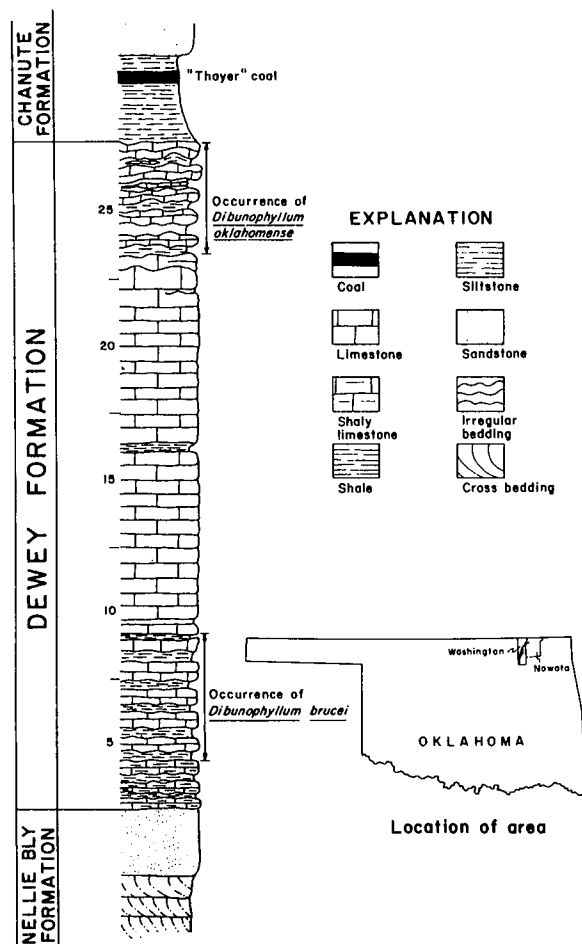 CHANUTE
FORMATION
"Thayer" coal
25
Occurrence of
Dibunophyllum
oklahomense
20
DEWEY FORMATION
15
10
Occurrence of
Dibunophyllum brucei
5
NELLIE BLY
FORMATION
EXPLANATION
Coal
Siltstone
Limestone
Sandstone
Shaly
limestone
Irregular
bedding
Shale
Cross bedding
Washington
Nowata
OKLAHOMA
Location of area